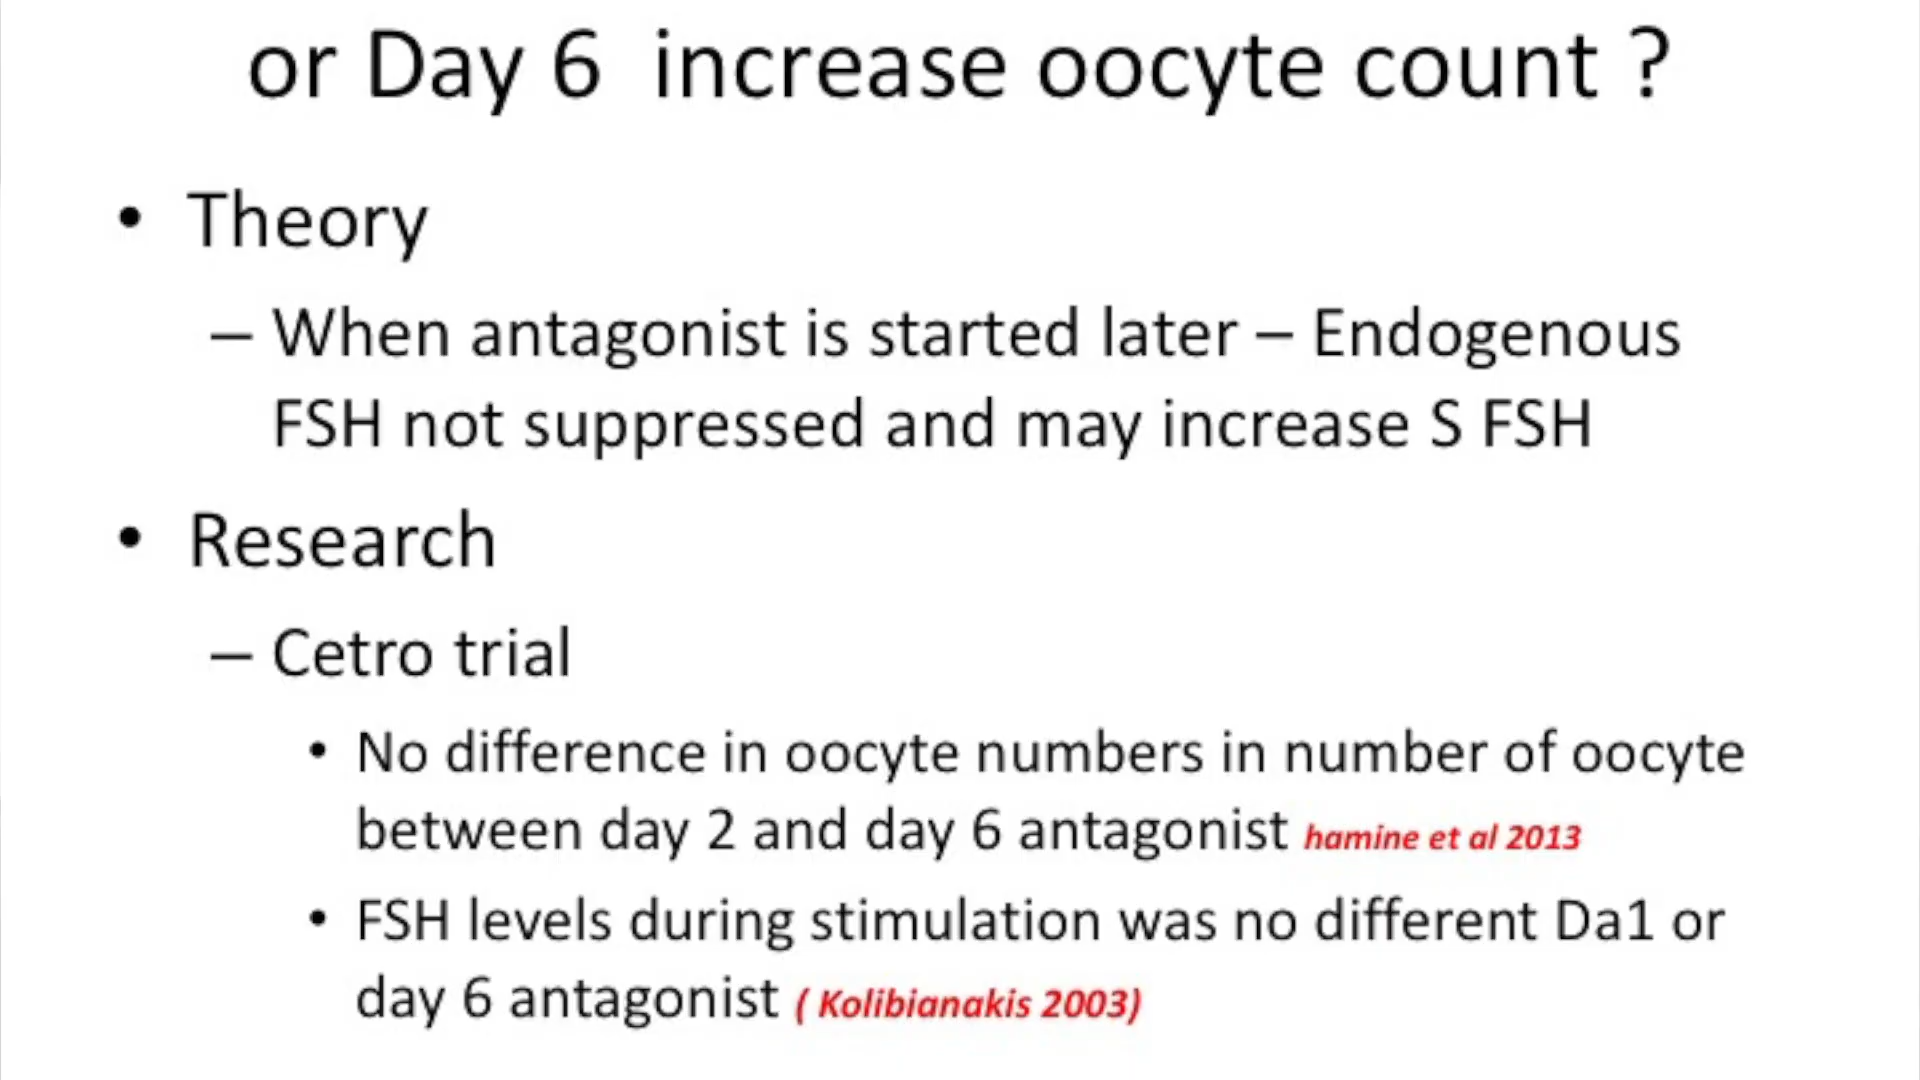 or Day 6 increase oocyte count ?
• Theory
– When antagonist is started later – Endogenous
FSH not suppressed and may increase S FSH
• Research
– Cetro trial
• No difference in oocyte numbers in number of oocyte
between day 2 and day 6 antagonist hamine et al 2013
• FSH levels during stimulation was no different Da1 or
day 6 antagonist ( Kolibianakis 2003)